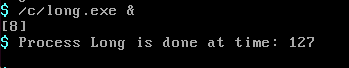 $ /c/long.exe &
[8]
$ Process Long is done at time: 127